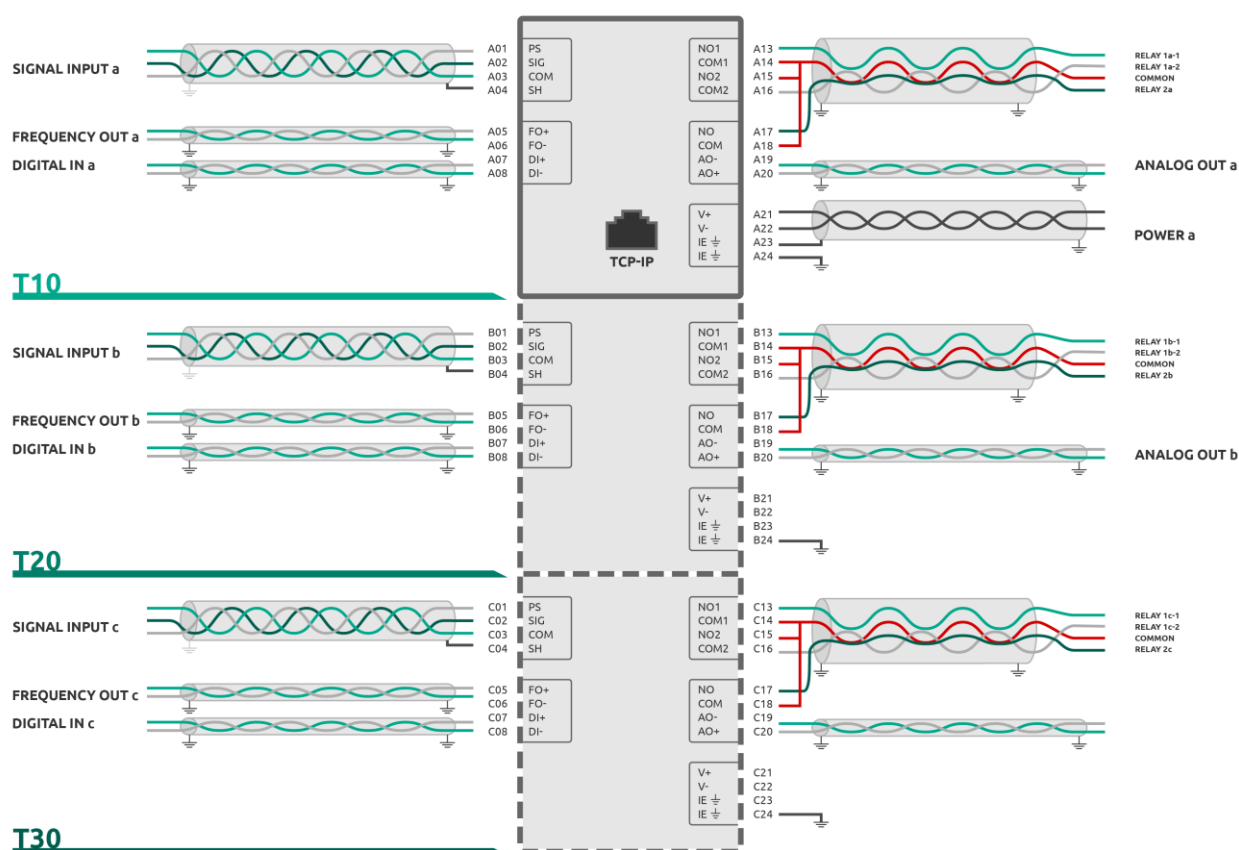 SIGNAL INPUT a
A01 PS
A02 SIG
A03 COM
A04 SH
NO1 A13
COM1 A14
NO2 A15
COM2 A16
RELAY 1a-1
RELAY 1a-2
COMMON
RELAY 2a
FREQUENCY OUT a
DIGITAL IN a
A05 FO+
A06 FO-
A07 DI+
A08 DI-
NO A17
COM A18
AO- A19
AO+ A20
ANALOG OUT a
TCP-IP
V+ A21
V- A22
IE A23
IE A24
POWER a
T10
SIGNAL INPUT b
B01 PS
B02 SIG
B03 COM
B04 SH
NO1 B13
COM1 B14
NO2 B15
COM2 B16
RELAY 1b-1
RELAY 1b-2
COMMON
RELAY 2b
FREQUENCY OUT b
DIGITAL IN b
B05 FO+
B06 FO-
B07 DI+
B08 DI-
NO B17
COM B18
AO- B19
AO+ B20
ANALOG OUT b
V+ B21
V- B22
IE B23
IE B24
T20
SIGNAL INPUT c
C01 PS
C02 SIG
C03 COM
C04 SH
NO1 C13
COM1 C14
NO2 C15
COM2 C16
RELAY 1c-1
RELAY 1c-2
COMMON
RELAY 2c
FREQUENCY OUT c
DIGITAL IN c
C05 FO+
C06 FO-
C07 DI+
C08 DI-
NO C17
COM C18
AO- C19
AO+ C20
V+ C21
V- C22
IE C23
IE C24
T30